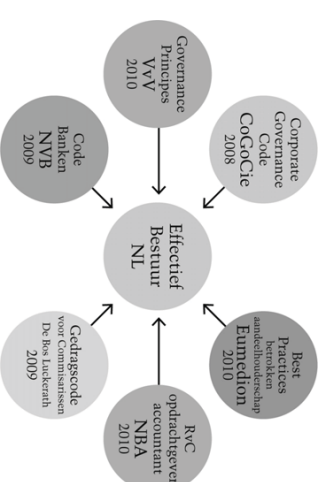 Corporate
Governance
Code
CoGoCie
2008
Best
Practices
betrokken
aandeelhouderschap
Eumedion
2010
Governance
Principes
VvV
2010
Effectief
Bestuur
NL
RvC
opdrachtgever
accountant
NBA
2010
Code
Banken
NVB
2009
Gedragscode
voor Commisarissen
De Bos Luckerath
2009